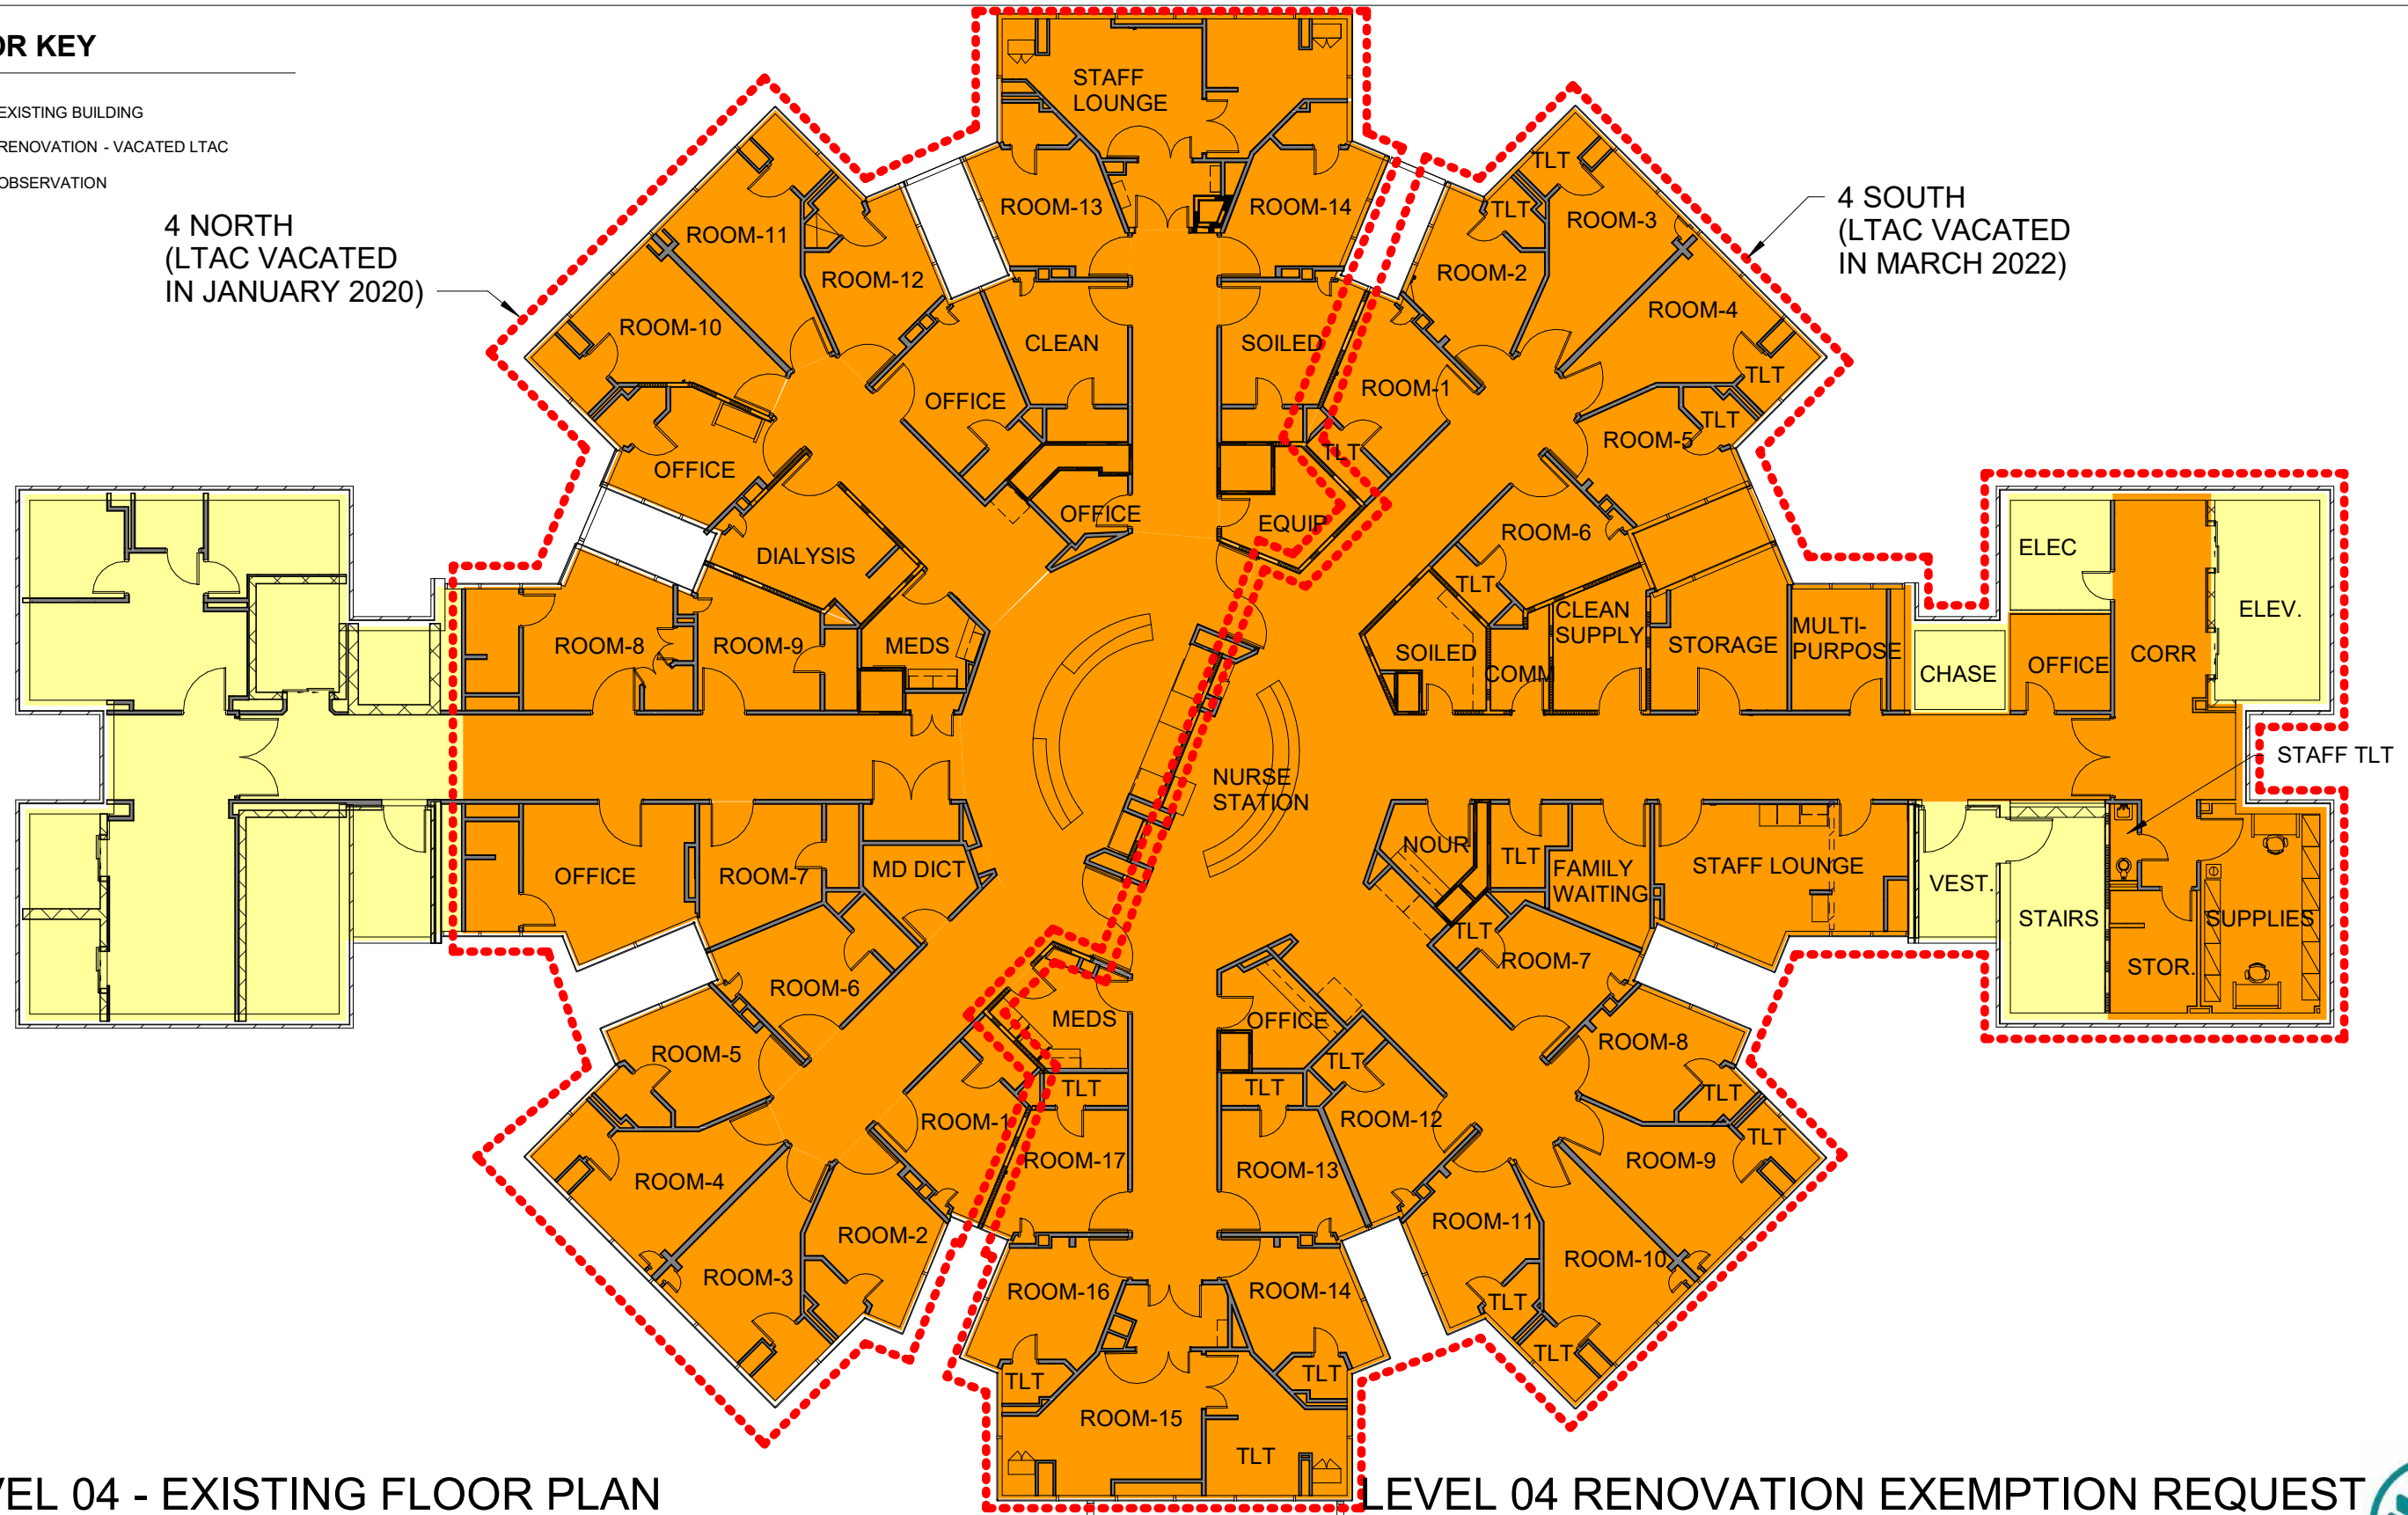 OR KEY
EXISTING BUILDING
RENOVATION - VACATED LTAC
OBSERVATION
4 NORTH
(LTAC VACATED
IN JANUARY 2020)
4 SOUTH
(LTAC VACATED
IN MARCH 2022)
STAFF
LOUNGE
ROOM-13
ROOM-14
ROOM-11
ROOM-12
ROOM-10
OFFICE
OFFICE
CLEAN
SOILED
OFFICE
EQUIP
DIALYSIS
ROOM-8
ROOM-9
MEDS
TLT
TLT
ROOM-3
ROOM-2
ROOM-4
TLT
ROOM-1
TLT
ROOM-5
TLT
ROOM-6
TLT
SOILED
COMM
CLEAN
SUPPLY
STORAGE
MULTI-
PURPOSE
CHASE
ELEC
OFFICE
CORR
ELEV.
STAFF TLT
NURSE
STATION
OFFICE
ROOM-7
MD DICT
ROOM-6
ROOM-5
ROOM-4
ROOM-3
ROOM-2
ROOM-1
MEDS
TLT
ROOM-17
ROOM-16
TLT
ROOM-15
TLT
NOUR
TLT
FAMILY
WAITING
STAFF LOUNGE
VEST.
STAIRS
STOR.
SUPPLIES
TLT
ROOM-7
OFFICE
TLT
TLT
ROOM-12
ROOM-13
ROOM-14
TLT
ROOM-8
TLT
ROOM-9
TLT
ROOM-11
ROOM-10
TLT
TLT
VEL 04 - EXISTING FLOOR PLAN
LEVEL 04 RENOVATION EXEMPTION REQUEST